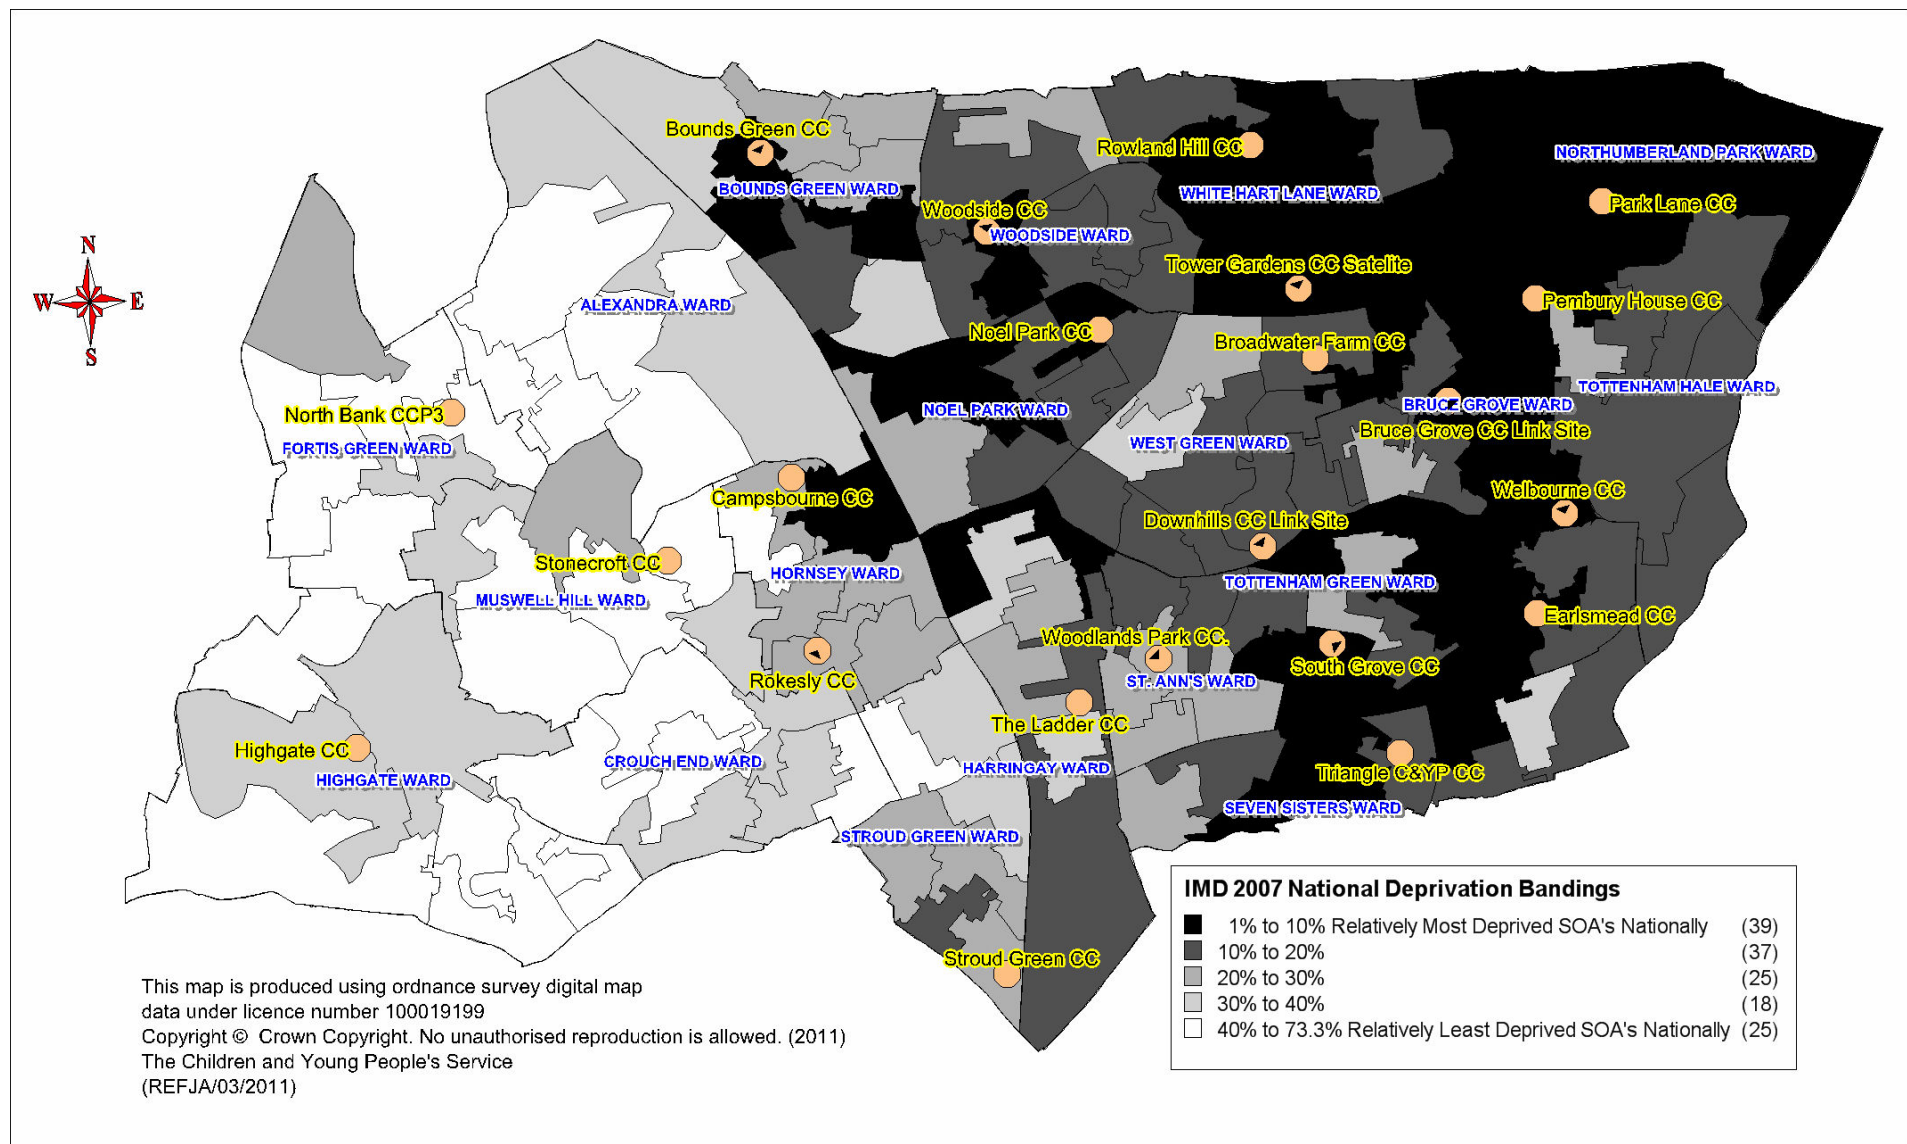 Bounds Green CC
BOUNDS GREEN WARD
Rowland Hill CC
NORTHUMBERLAND PARK WARD
WHITE HART LANE WARD
Park Lane CC
Woodside CC
WOODSIDE WARD
Tower Gardens CC Satelite
N
W E
S
ALEXANDRA WARD
Pembury House CC
Noel Park CC
Broadwater Farm CC
TOTTENHAM HALE WARD
North Bank CCP3
NOEL PARK WARD
BRUCE GROVE WARD
Bruce Grove CC Link Site
FORTIS GREEN WARD
WEST GREEN WARD
Campsbourne CC
Welbourne CC
Downhills CC Link Site
Stonecroft CC
HORNSEY WARD
TOTTENHAM GREEN WARD
MUSWELL HILL WARD
Earlsmead CC
Woodlands Park CC.
South Grove CC
Rokesly CC
ST. ANN'S WARD
The Ladder CC
Highgate CC
HIGHGATE WARD
CROUCH END WARD
HARRINGAY WARD
Triangle C&YP CC
SEVEN SISTERS WARD
STROUD GREEN WARD
Stroud Green CC
IMD 2007 National Deprivation Bandings
1% to 10% Relatively Most Deprived SOA's Nationally (39)
10% to 20% (37)
20% to 30% (25)
30% to 40% (18)
40% to 73.3% Relatively Least Deprived SOA's Nationally (25)
This map is produced using ordnance survey digital map
data under licence number 100019199
Copyright © Crown Copyright. No unauthorised reproduction is allowed. (2011)
The Children and Young People's Service
(REFJA/03/2011)